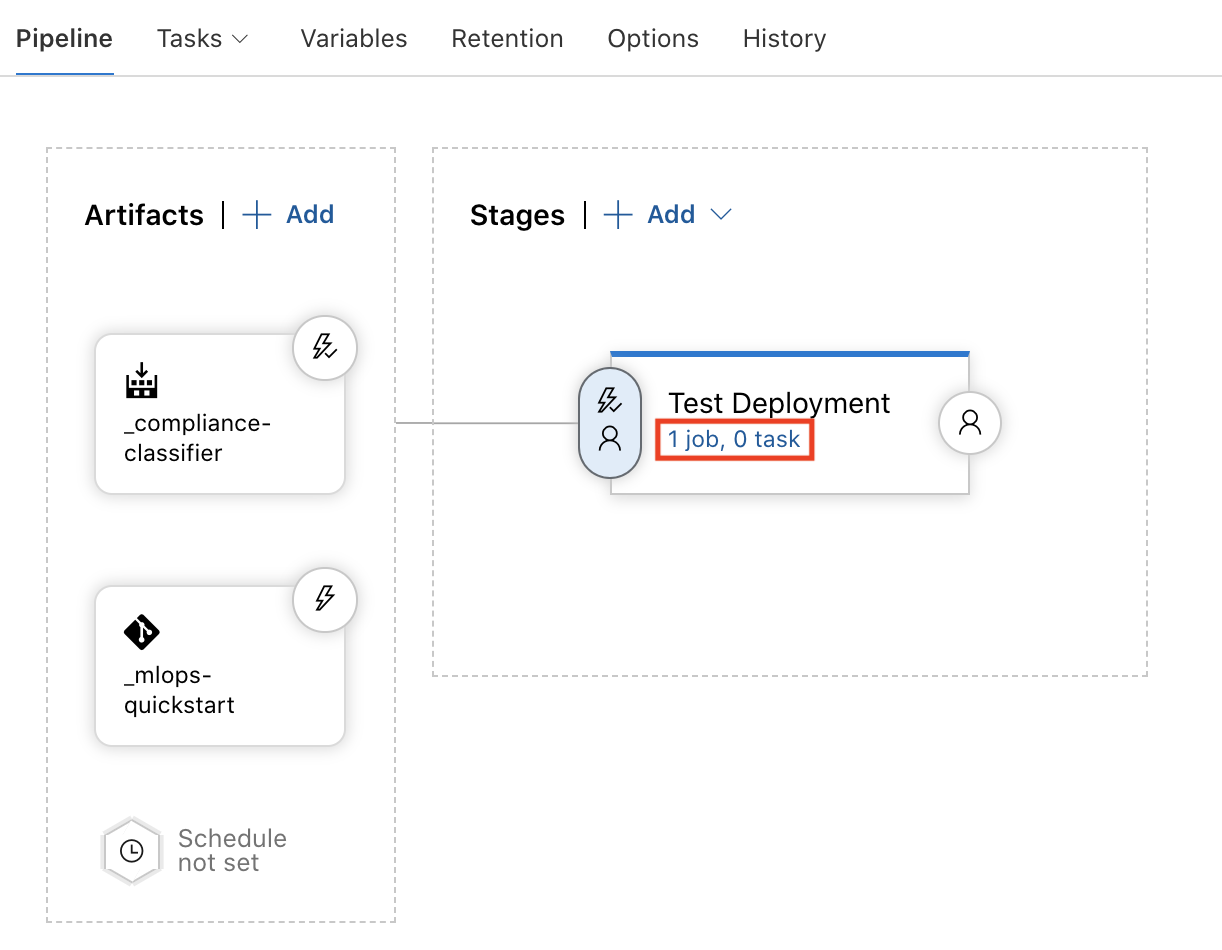 Pipeline Tasks Variables Retention Options History
Artifacts | Add
_compliance-
classifier
_mlops-
quickstart
Schedule
not set
Stages | Add
Test Deployment
1 job, 0 task